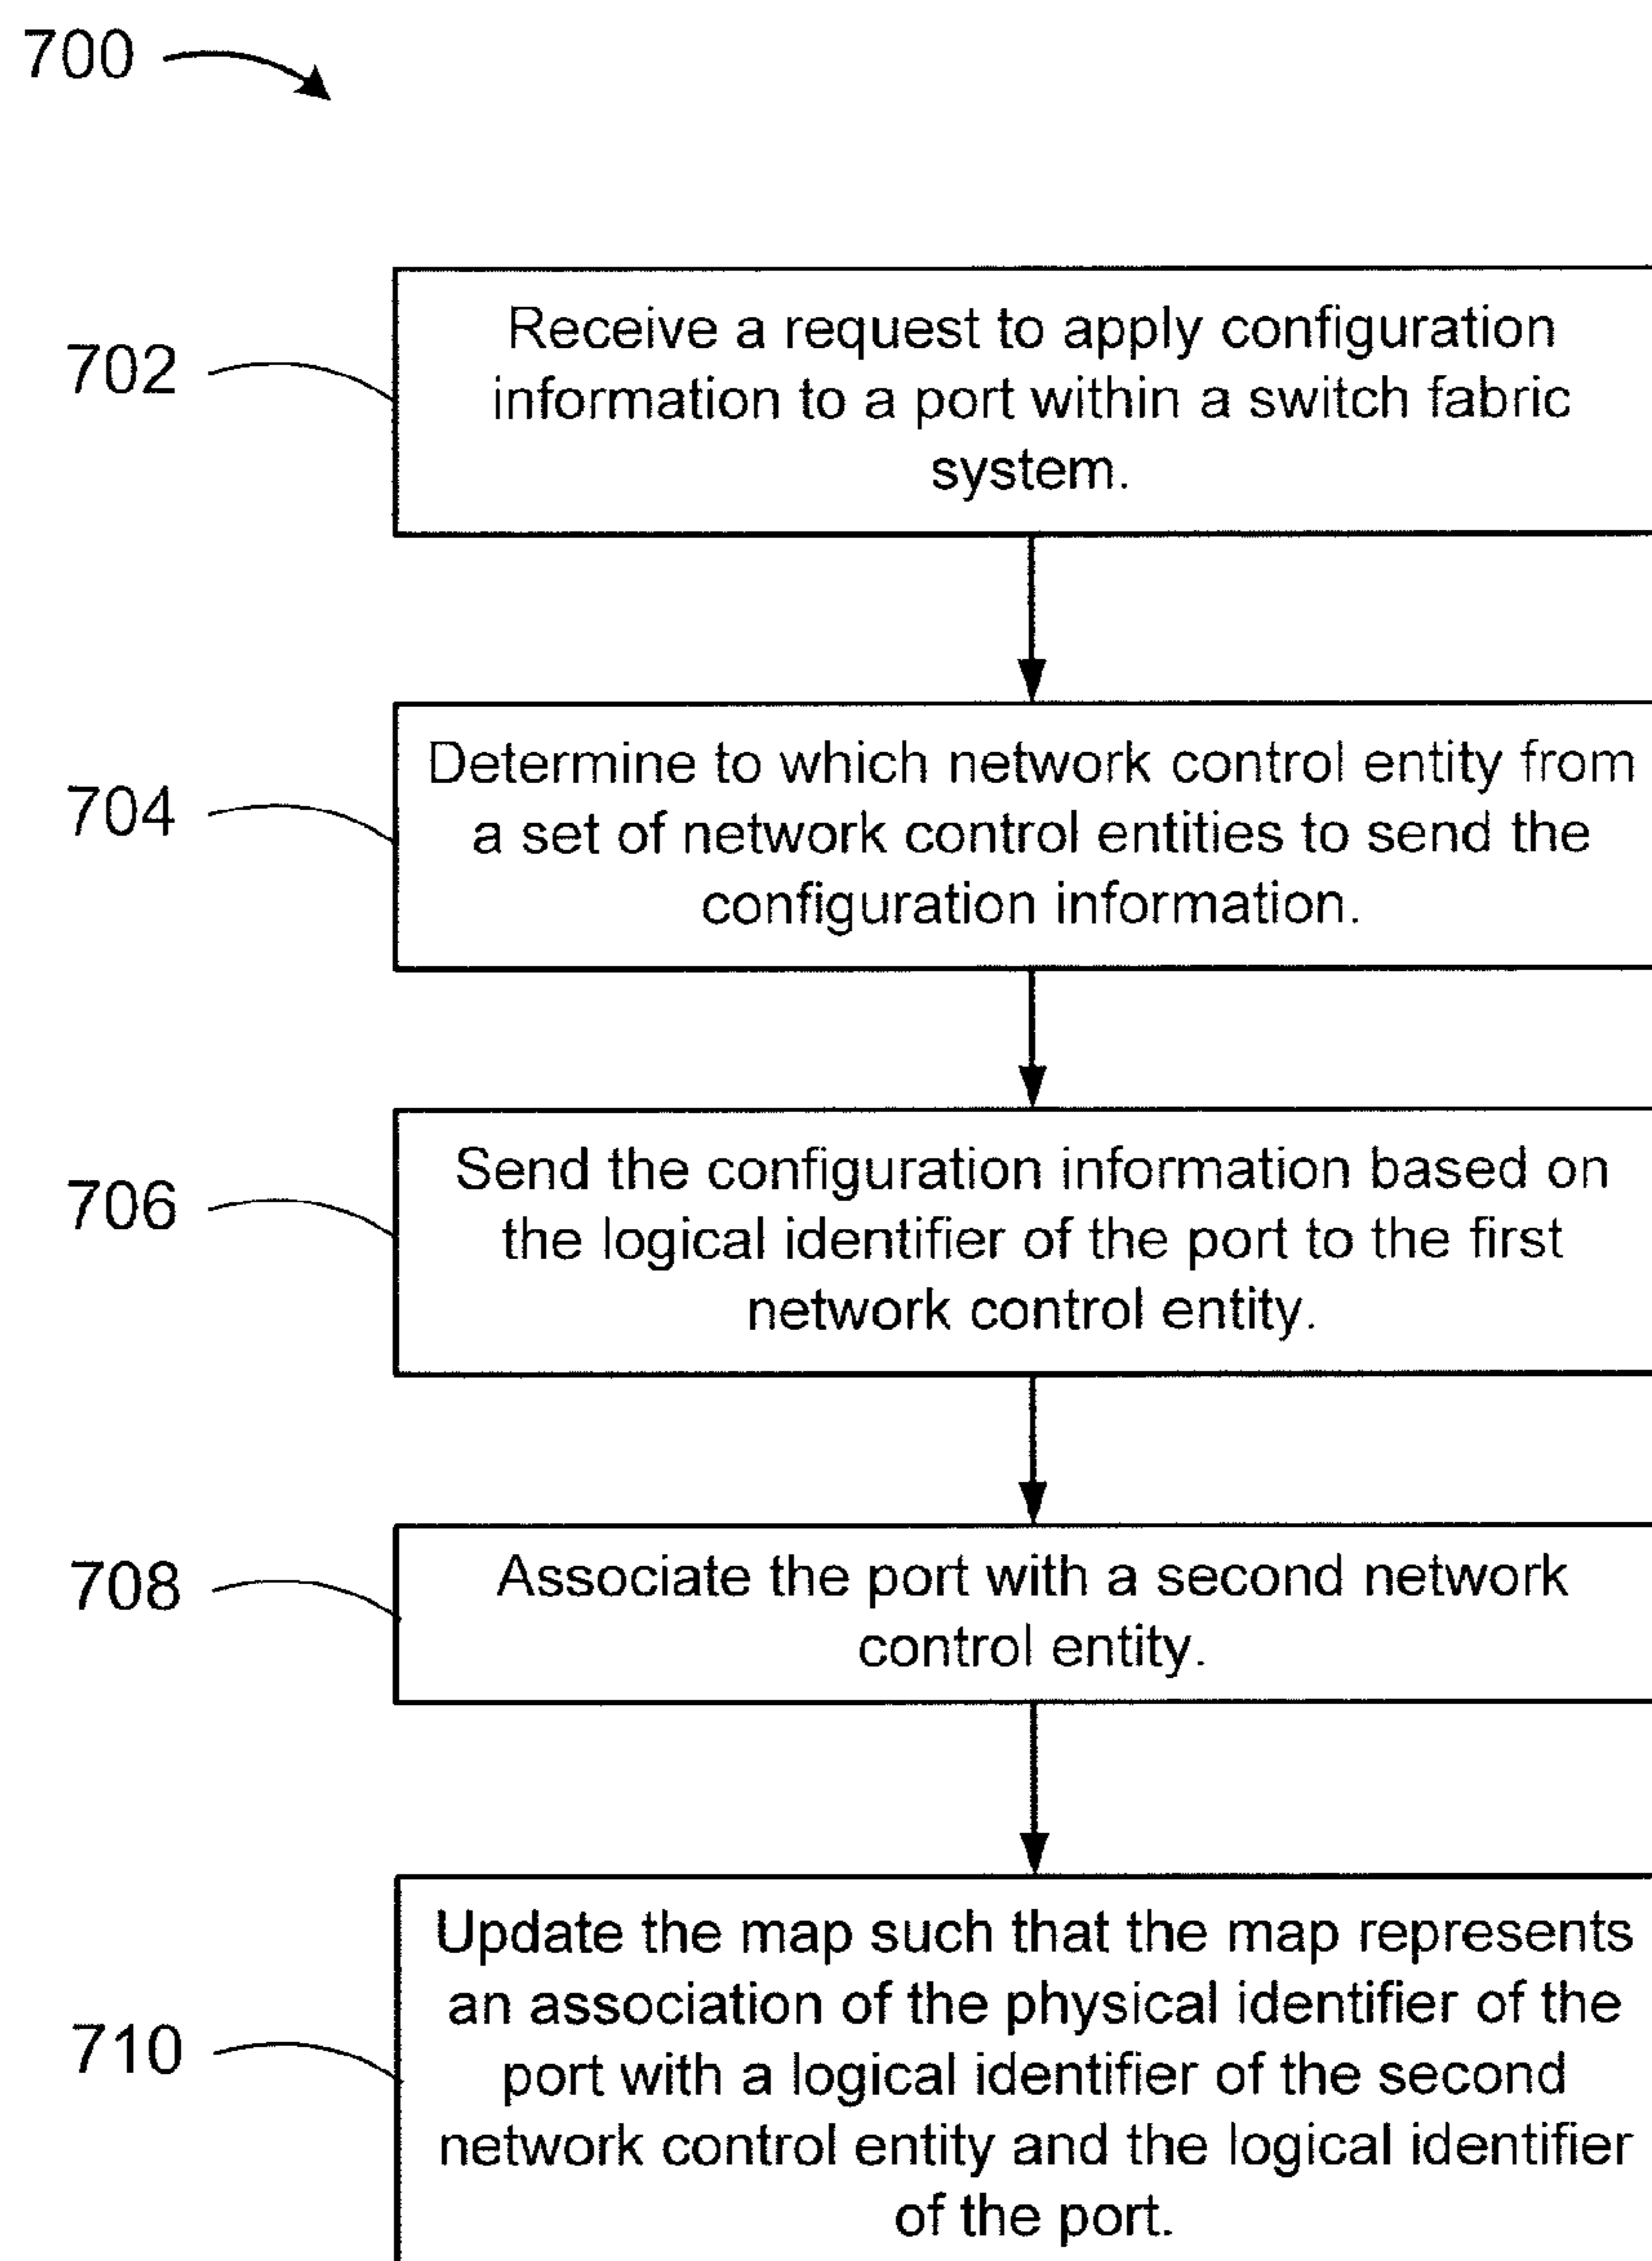 700
702
Receive a request to apply configuration
information to a port within a switch fabric
system.
704
Determine to which network control entity from
a set of network control entities to send the
configuration information.
706
Send the configuration information based on
the logical identifier of the port to the first
network control entity.
708
Associate the port with a second network
control entity.
710
Update the map such that the map represents
an association of the physical identifier of the
port with a logical identifier of the second
network control entity and the logical identifier
of the port.